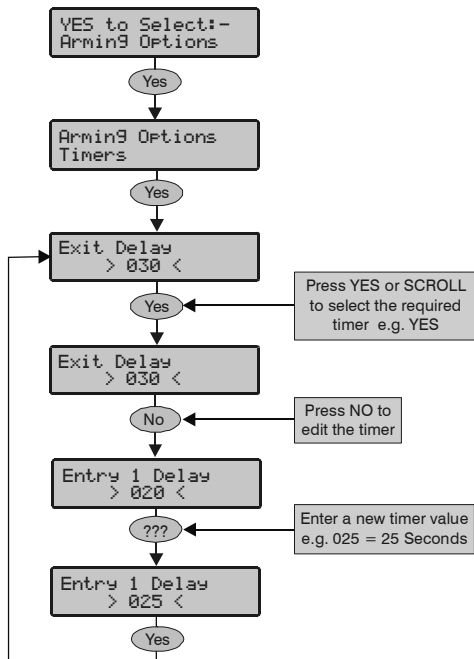 YES to Select:-
Arming Options
Yes
Arming Options
Timers
Yes
Exit Delay
> 030 <
Yes
Press YES or SCROLL
to select the required
timer e.g. YES
Exit Delay
> 030 <
No
Press NO to
edit the timer
Entry 1 Delay
> 020 <
???
Enter a new timer value
e.g. 025 = 25 Seconds
Entry 1 Delay
> 025 <
Yes